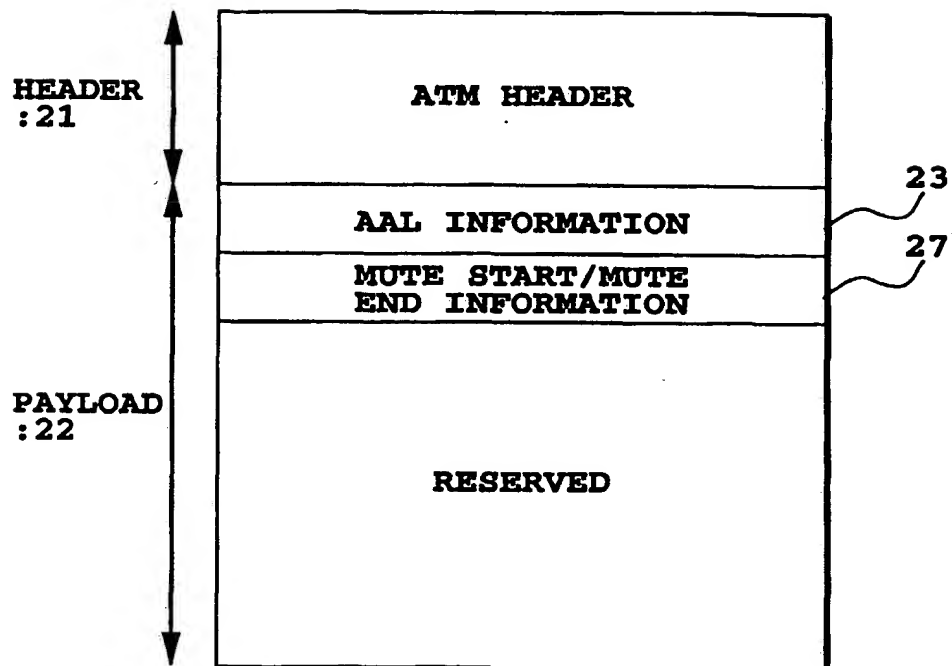 HEADER
:21
ATM HEADER
23
AAL INFORMATION
27
MUTE START/MUTE
END INFORMATION
PAYLOAD
:22
RESERVED